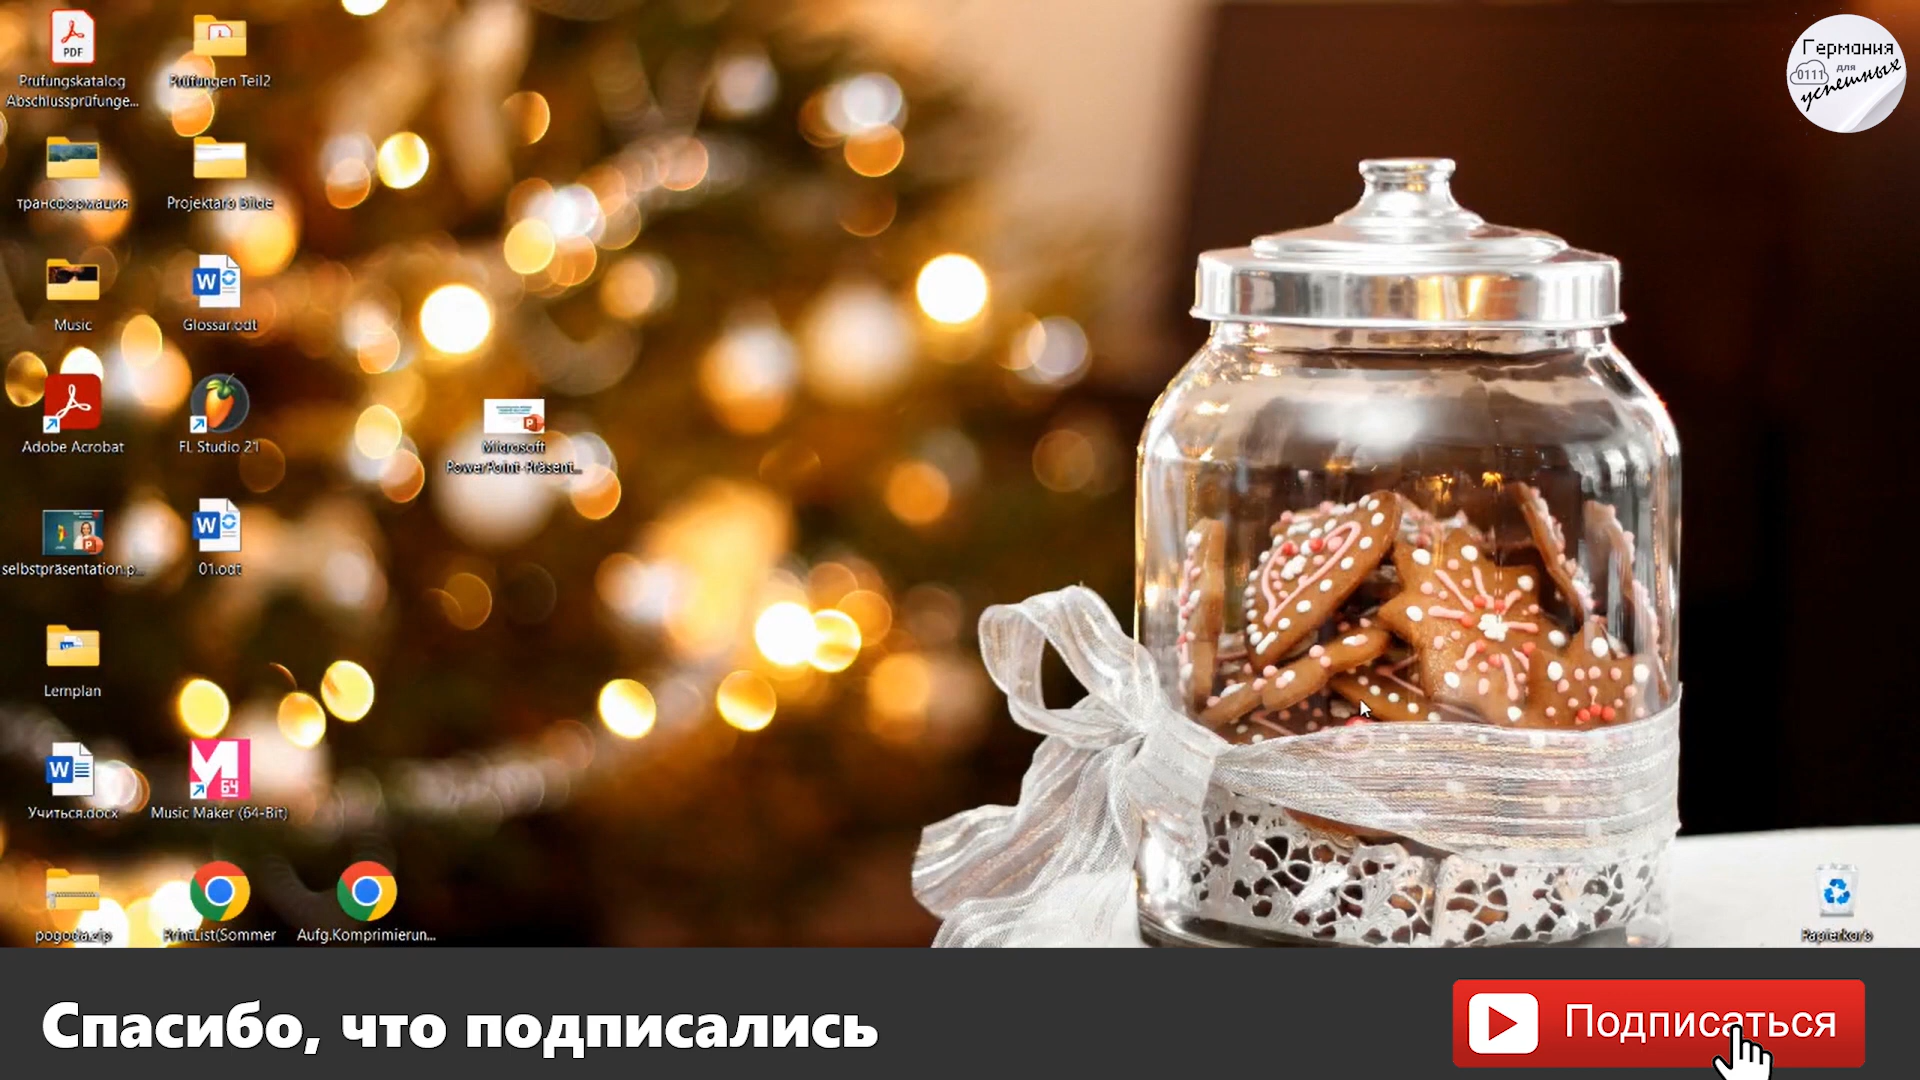 PDF
Prüfungskatalog
Abschlussprüfunge...
Prüfungen Teil2
трансформация
Projektarb Bilde
Music
W
Glossar.odt
Adobe Acrobat
FL Studio 21
Microsoft
PowerPoint-Präsent...
selbstpräsentation.p...
W
01.odt
Lernplan
W
Учиться.docx
64
Music Maker (64-Bit)
pogoda.zip
PrintList(Sommer
Aufg.Komprimierun...
Papierkorb
Германия
0111 для
успешных
Спасибо, что подписались
Подписаться